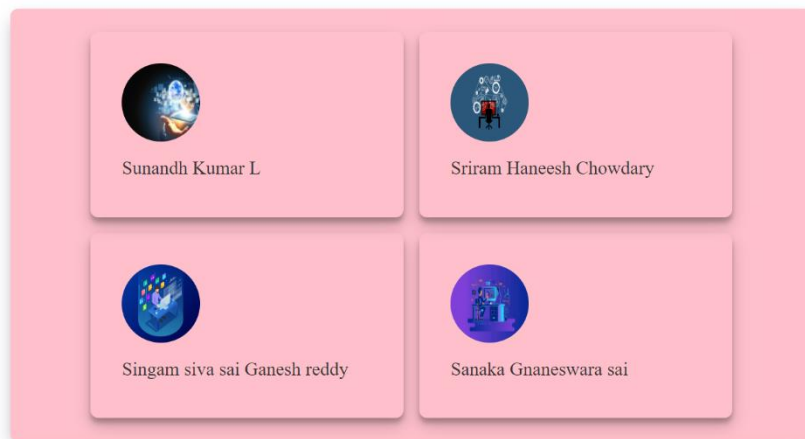 Sunandh Kumar L
Sriram Haneesh Chowdary
Singam siva sai Ganesh reddy
Sanaka Gnaneswara sai